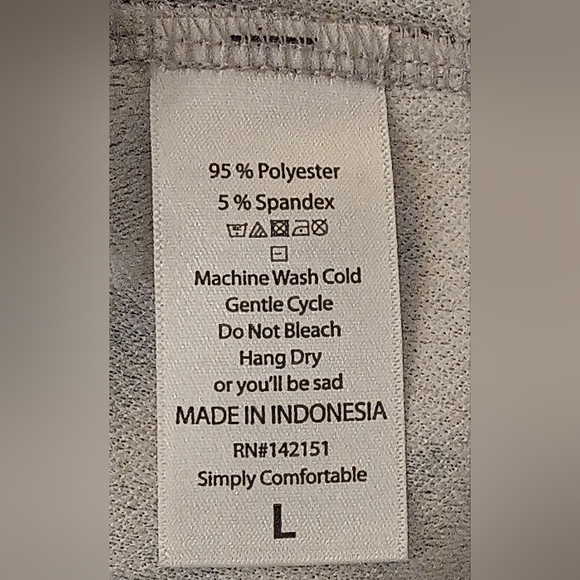 95 % Polyester
5 % Spandex
Machine Wash Cold
Gentle Cycle
Do Not Bleach
Hang Dry
or you'll be sad
MADE IN INDONESIA
RN#142151
Simply Comfortable
L